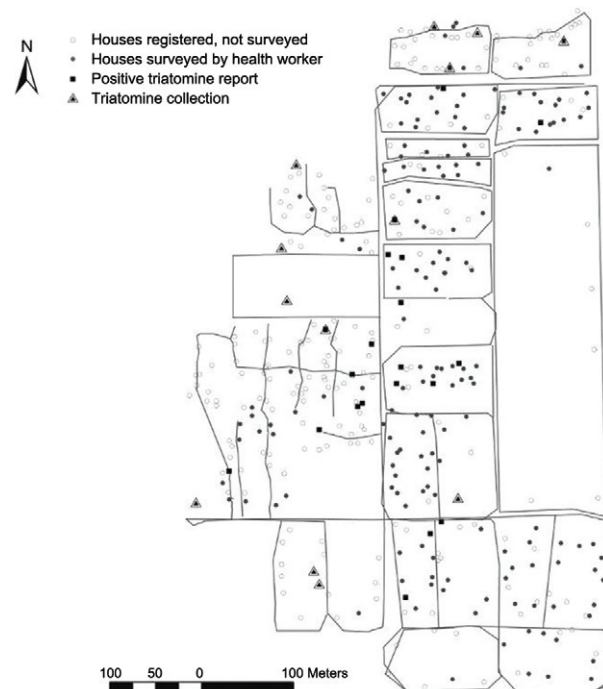 N
Houses registered, not surveyed
Houses surveyed by health worker
Positive triatomine report
Triatomine collection
100 50 0 100 Meters